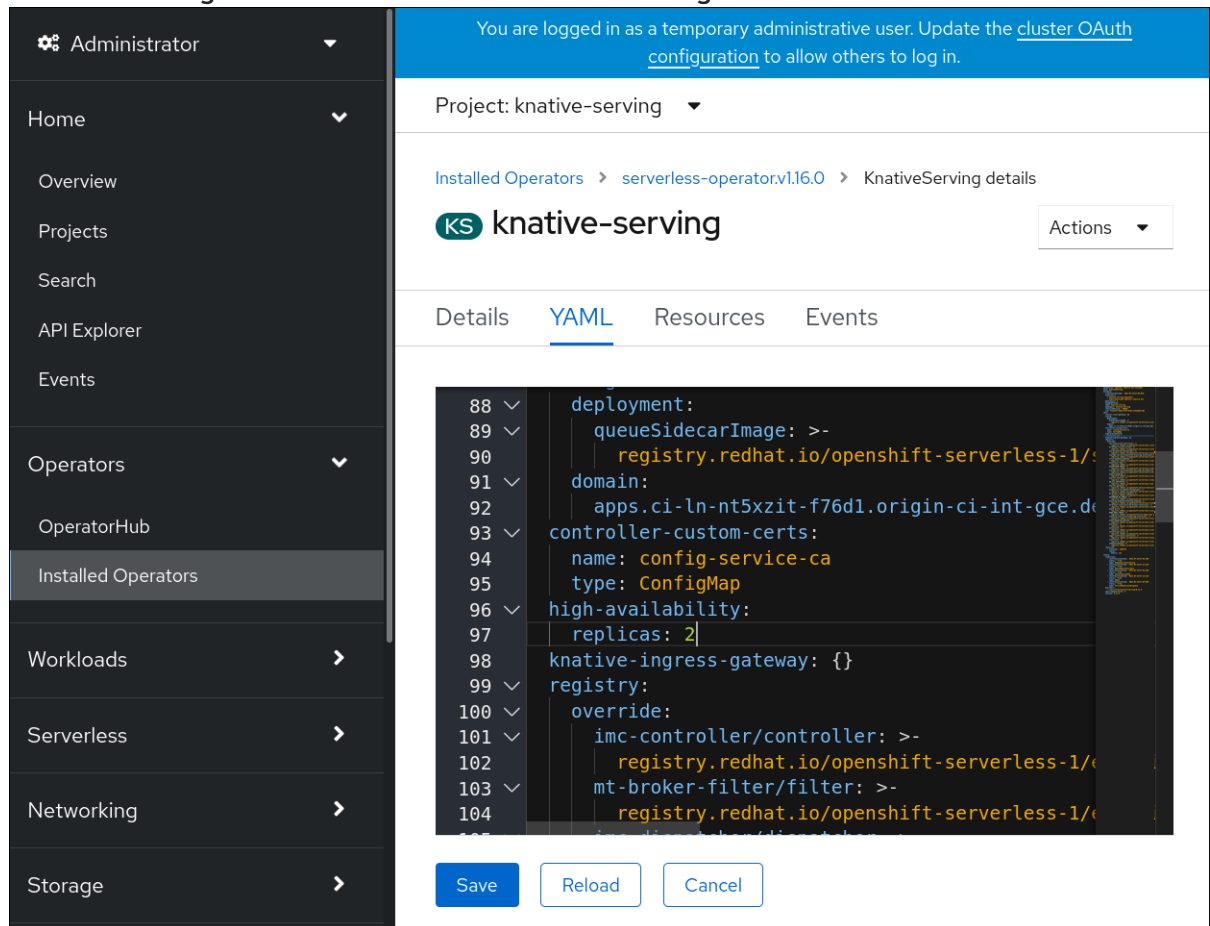 Administrator
Home
Overview
Projects
Search
API Explorer
Events
Operators
OperatorHub
Installed Operators
Workloads
Serverless
Networking
Storage
You are logged in as a temporary administrative user. Update the cluster OAuth
configuration to allow others to log in.
Project: knative-serving
Installed Operators > serverless-operator.v1.16.0 > KnativeServing details
KS knative-serving
Actions
Details YAML Resources Events
88 deployment:
89 queueSidecarImage: >-
90 registry.redhat.io/openshift-serverless-1/
91 domain:
92 apps.ci-ln-nt5xzit-f76d1.origin-ci-int-gce.de
93 controller-custom-certs:
94 name: config-service-ca
95 type: ConfigMap
96 high-availability:
97 replicas: 2
98 knative-ingress-gateway: {}
99 registry:
100 override:
101 imc-controller/controller: >-
102 registry.redhat.io/openshift-serverless-1/
103 mt-broker-filter/filter: >-
104 registry.redhat.io/openshift-serverless-1/
Save Reload Cancel